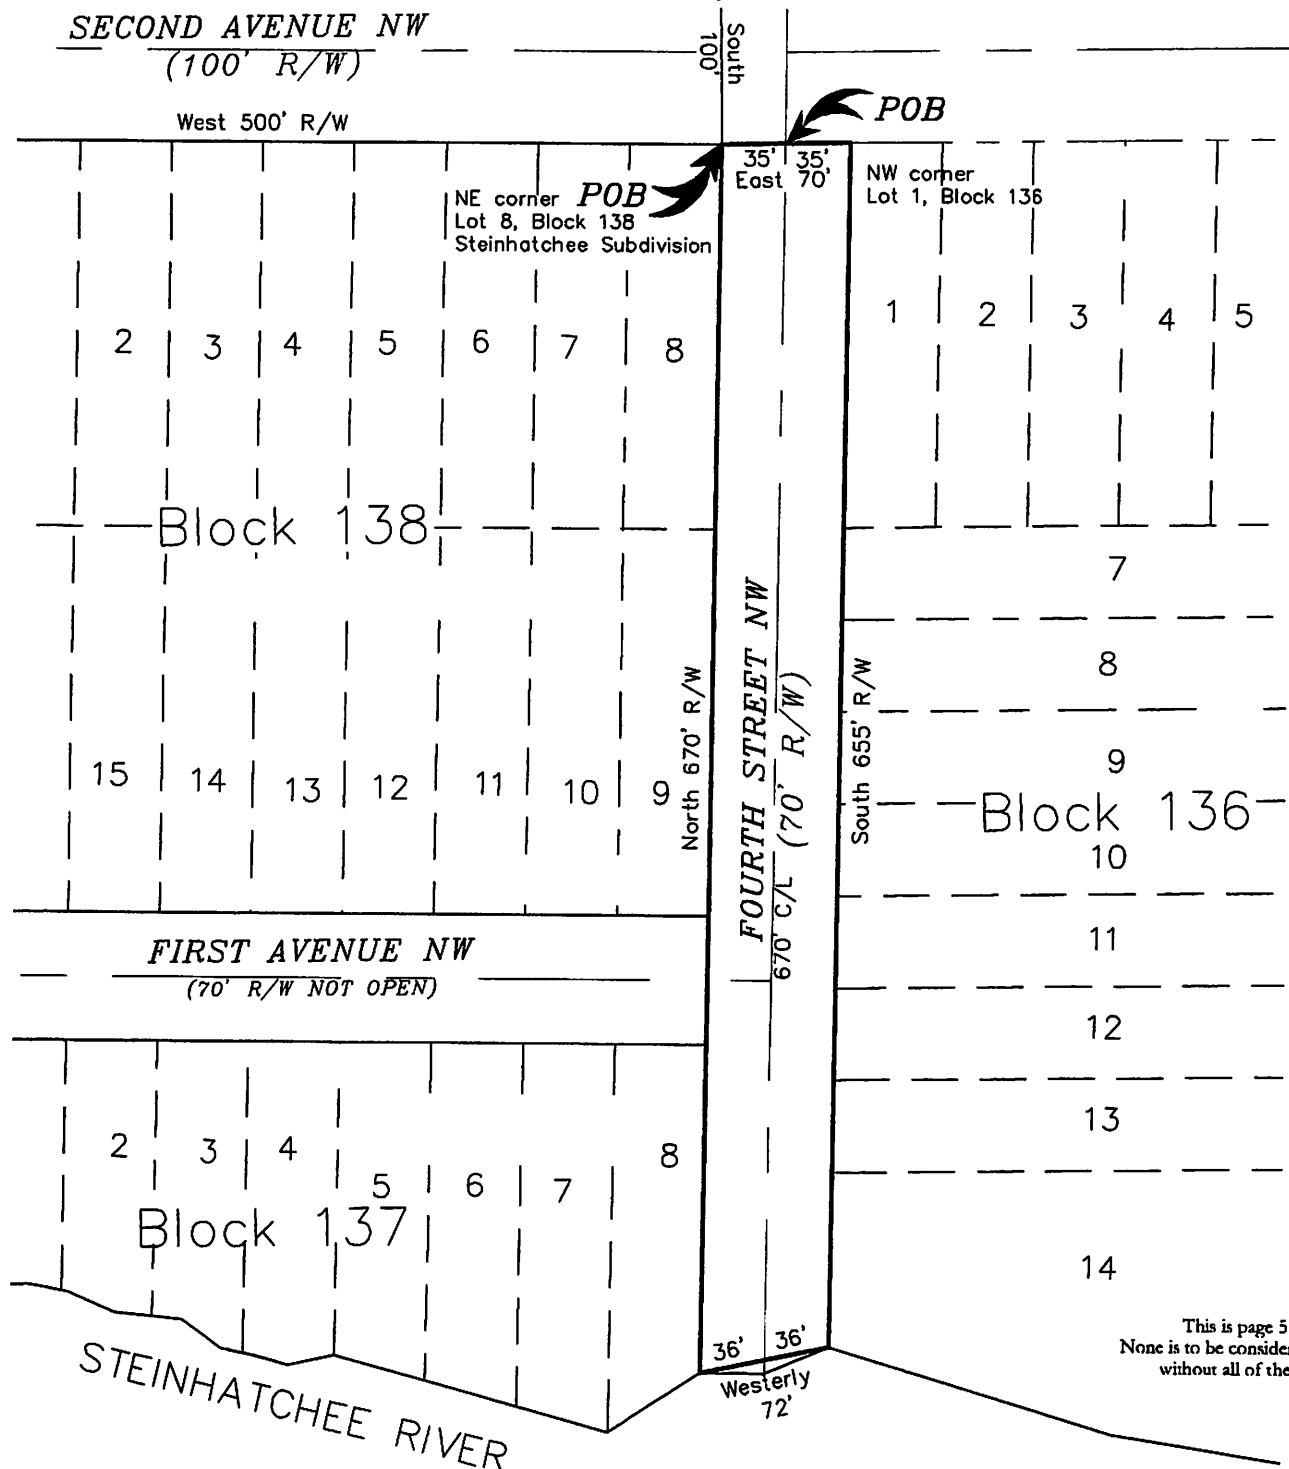 SECOND AVENUE NW
(100' R/W)
South
100'
West 500' R/W
POB
35' 35'
East 70'
NW corner
Lot 1, Block 136
NE corner POB
Lot 8, Block 138
Steinhatchee Subdivision
1
2
3
4
5
2
3
4
5
6
7
8
Block 138
7
8
9
Block 136
10
11
12
13
14
North 670' R/W
FOURTH STREET NW
670' C/L (70' R/W)
South 655' R/W
15
14
13
12
11
10
9
FIRST AVENUE NW
(70' R/W NOT OPEN)
2
3
4
5
6
7
8
Block 137
36' 36'
Westerly
72'
STEINHATCHEE RIVER
This is page 5
None is to be conside
without all of the